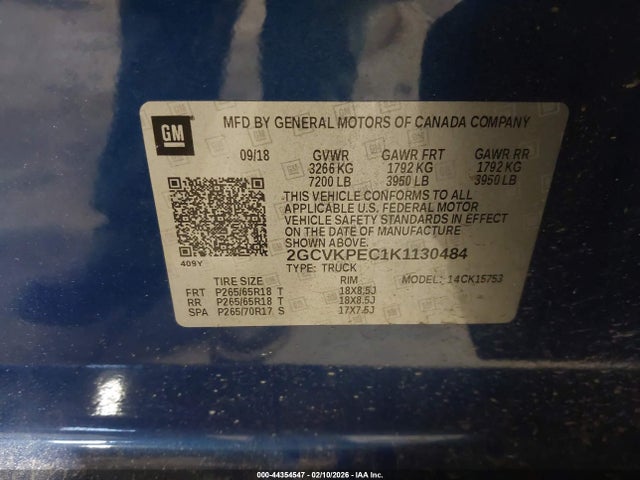 GM
MFD BY GENERAL MOTORS OF CANADA COMPANY
09/18 GVWR GAWR FRT GAWR RR
3266 KG 1792 KG 1792 KG
7200 LB 3950 LB 3950 LB
THIS VEHICLE CONFORMS TO ALL
APPLICABLE U.S. FEDERAL MOTOR
VEHICLE SAFETY STANDARDS IN EFFECT
ON THE DATE OF MANUFACTURE
SHOWN ABOVE.
409Y
2GCVKPEC1K1130484
TYPE: TRUCK MODEL: 14CK15753
TIRE SIZE RIM
FRT P265/65R18 T 18X8.5J
RR P265/65R18 T 18X8.5J
SPA P265/70R17 S 17X7.5J
000-44354547 — 02/10/2026 — IAA Inc.